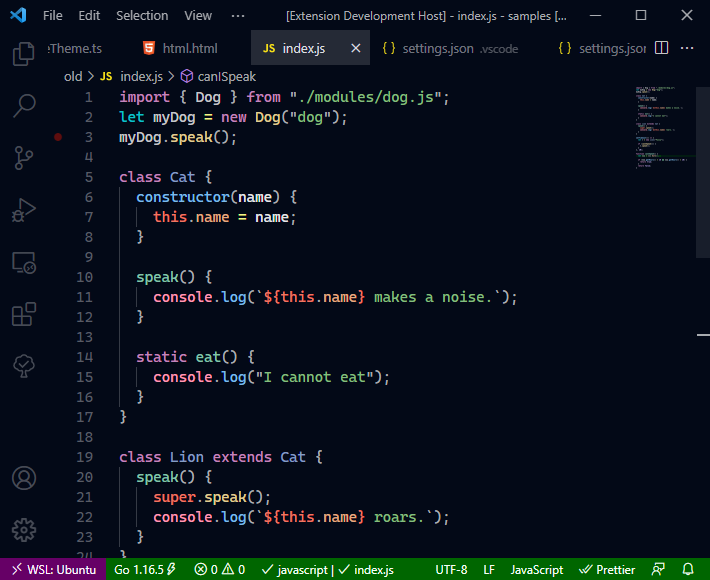 File Edit Selection View ··· [Extension Development Host] - index.js - samples [...
eTheme.ts html.html JS index.js { } settings.json .vscode { } settings.jso ···
old > JS index.js > canISpeak
1 import { Dog } from "./modules/dog.js";
2 let myDog = new Dog("dog");
3 myDog.speak();
4
5 class Cat {
6 constructor(name) {
7 this.name = name;
8 }
9
10 speak() {
11 console.log(`${this.name} makes a noise.`);
12 }
13
14 static eat() {
15 console.log("I cannot eat");
16 }
17 }
18
19 class Lion extends Cat {
20 speak() {
21 super.speak();
22 console.log(`${this.name} roars.`);
23 }
24 }
WSL: Ubuntu Go 1.16.5 0 0 javascript | index.js UTF-8 LF JavaScript Prettier